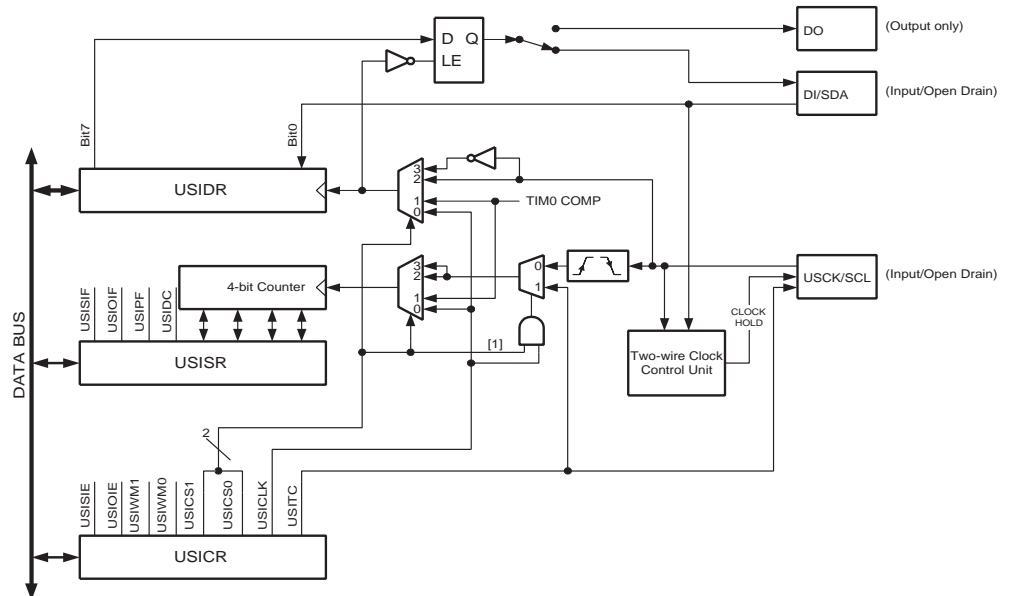 D Q
LE
DO
(Output only)
DI/SDA
(Input/Open Drain)
Bit7
Bit0
USIDR
3
2
1
0
TIM0 COMP
DATA BUS
USISIF
USIOIF
USIPF
USIDC
4-bit Counter
USISR
3
2
1
0
0
1
[1]
USCK/SCL
(Input/Open Drain)
CLOCK
HOLD
Two-wire Clock
Control Unit
2
USISIE
USIOIE
USIWM1
USIWM0
USICS1
USICS0
USICLK
USITC
USICR